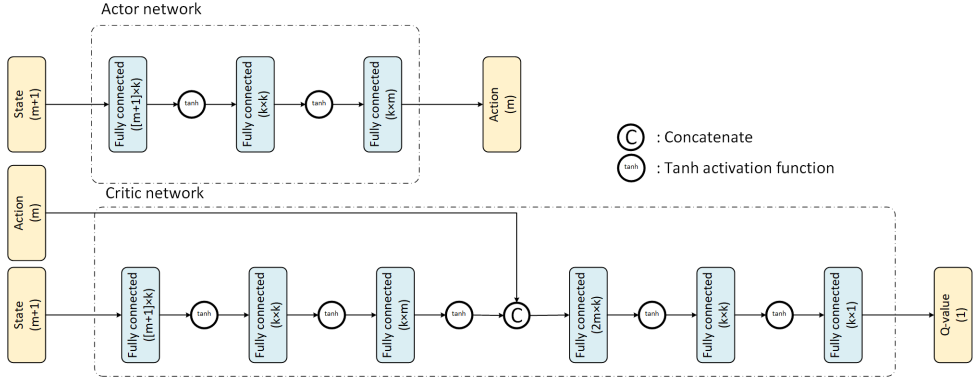 Actor network
State
(m+1)
Fully connected
([m+1]×k)
tanh
Fully connected
(k×k)
tanh
Fully connected
(k×m)
Action
(m)
C : Concatenate
tanh : Tanh activation function
Action
(m)
Critic network
State
(m+1)
Fully connected
([m+1]×k)
tanh
Fully connected
(k×k)
tanh
Fully connected
(k×m)
tanh
C
Fully connected
(2m×k)
tanh
Fully connected
(k×k)
tanh
Fully connected
(k×1)
Q-value
(1)